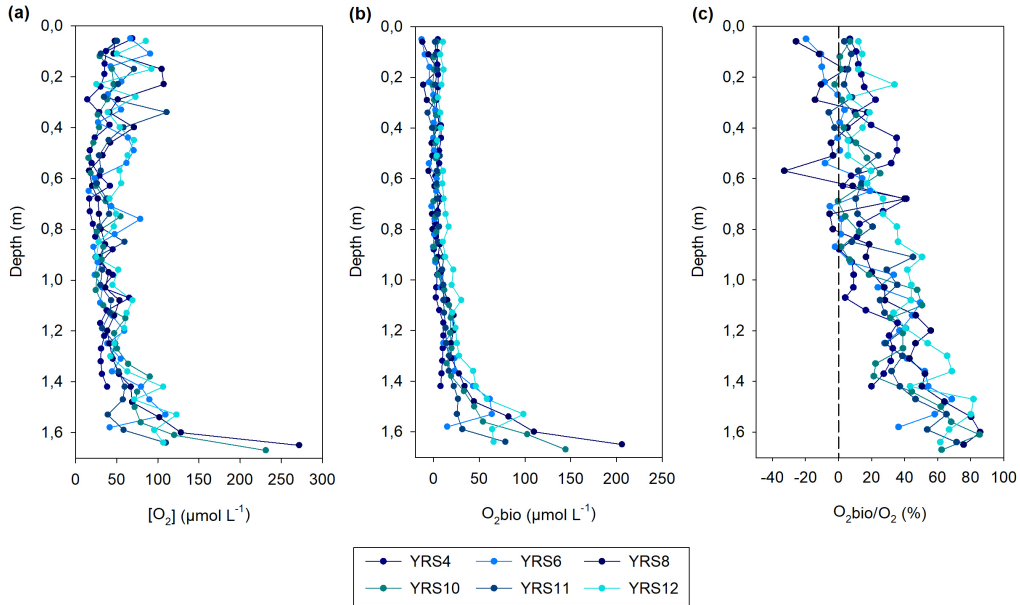 (a) (b) (c)
0,0 0,0 0,0
0,2 0,2 0,2
0,4 0,4 0,4
0,6 0,6 0,6
0,8 0,8 0,8
1,0 1,0 1,0
1,2 1,2 1,2
1,4 1,4 1,4
1,6 1,6 1,6
Depth (m) Depth (m) Depth (m)
0 50 100 150 200 250 300 0 50 100 150 200 250 -40 -20 0 20 40 60 80 100
[O₂] (µmol L⁻¹) O₂bio (µmol L⁻¹) O₂bio/O₂ (%)
YRS4 YRS6 YRS8
YRS10 YRS11 YRS12